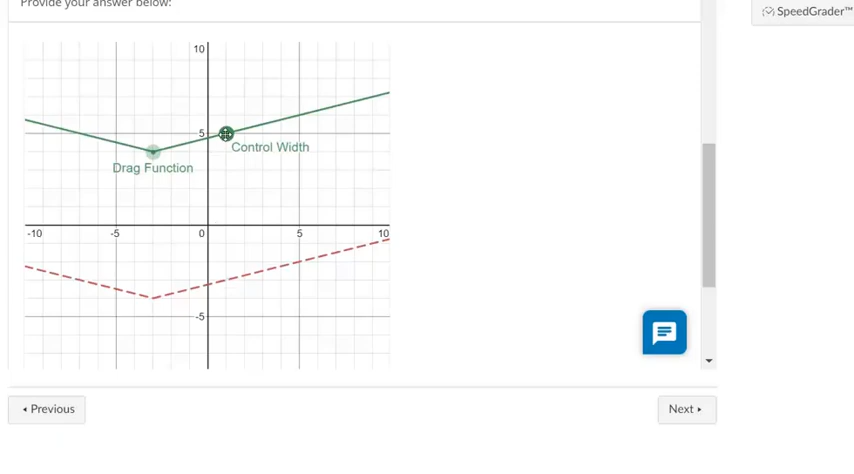 Provide your answer below:
SpeedGrader™
10
5
Control Width
Drag Function
-10
-5
0
5
10
-5
Previous
Next